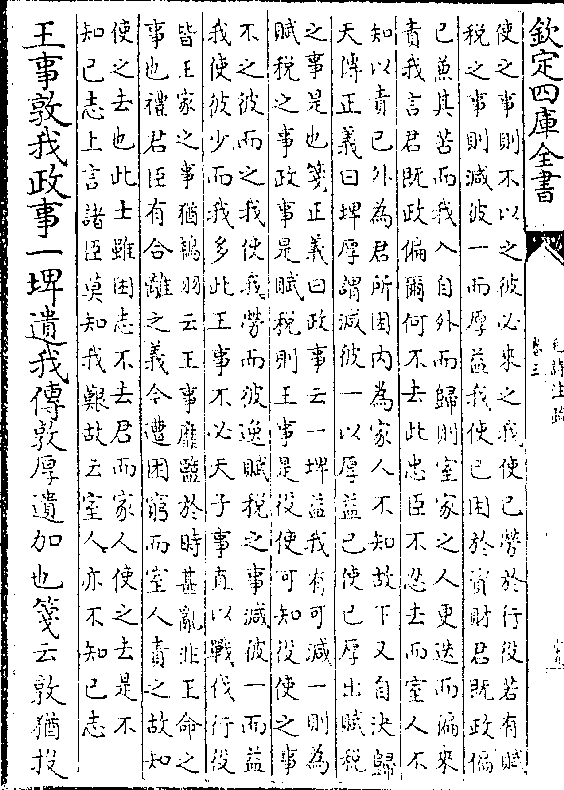 欽定四庫全書
毛詩注疏
卷三
使之事則不以之彼必來之我使已勞於行役若有賦
税之事則減彼一而厚益我使已困於資財君既政偏
已兼其苦而我入自外而歸則室家之人更迭而徧來
責我言君既政偏爾何不去此忠臣不忍去而室人不
知以責已外為君所困内為家人不知故下又自決歸
天傳正義曰埤厚謂減彼一以厚益已使已厚出賦税
之事是也箋正義曰政事云一埤益我有可減一則為
賦税之事政事是賦税則王事是役使可知役使之事
不之彼而之我使我勞而彼逸賦税之事減彼一而益
我使彼少而我多此王事不必天子事直以戰伐行役
皆王家之事猶鴇羽云王事靡盬於時甚亂非王命之
事也禮君臣有合離之義今遭困窮而室人責之故知
使之去也此士雖困志不去君而家人使之去是不
知已志上言諸臣莫知我艱故云室人亦不知已志
王事敦我政事一埤遺我傳敦厚遺加也箋云敦猶投